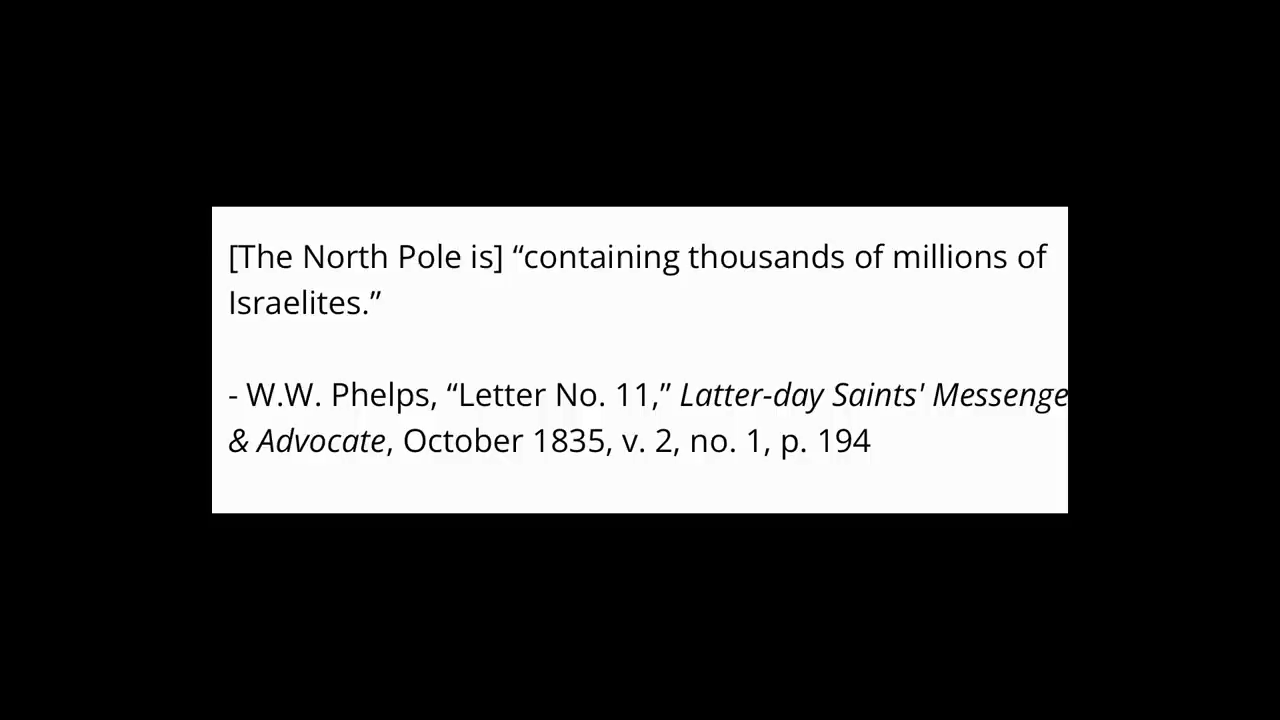 [The North Pole is] “containing thousands of millions of
Israelites.”
- W.W. Phelps, “Letter No. 11,” Latter-day Saints' Messenge
& Advocate, October 1835, v. 2, no. 1, p. 194